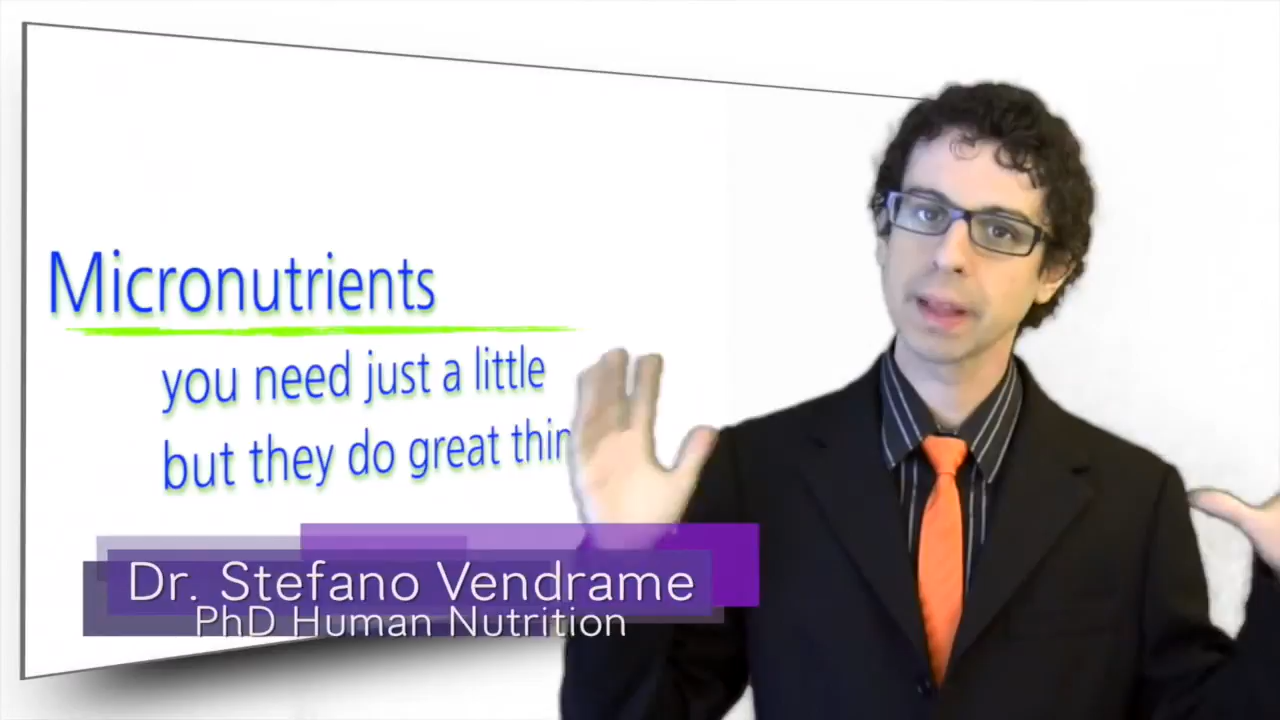 Micronutrients
you need just a little
but they do great
Dr. Stefano Vendrame
PhD Human Nutrition